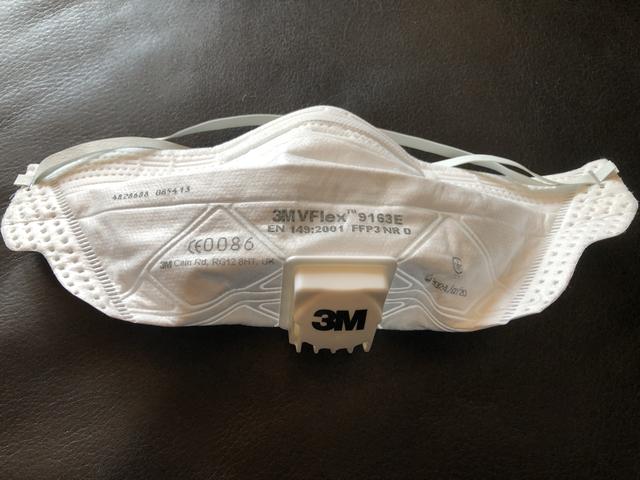 4828688 085413
3M VFlex™ 9163E
EN 149:2001 FFP3 NR D
CE0086
3M Cain Rd, RG12 8HT, UK
3M